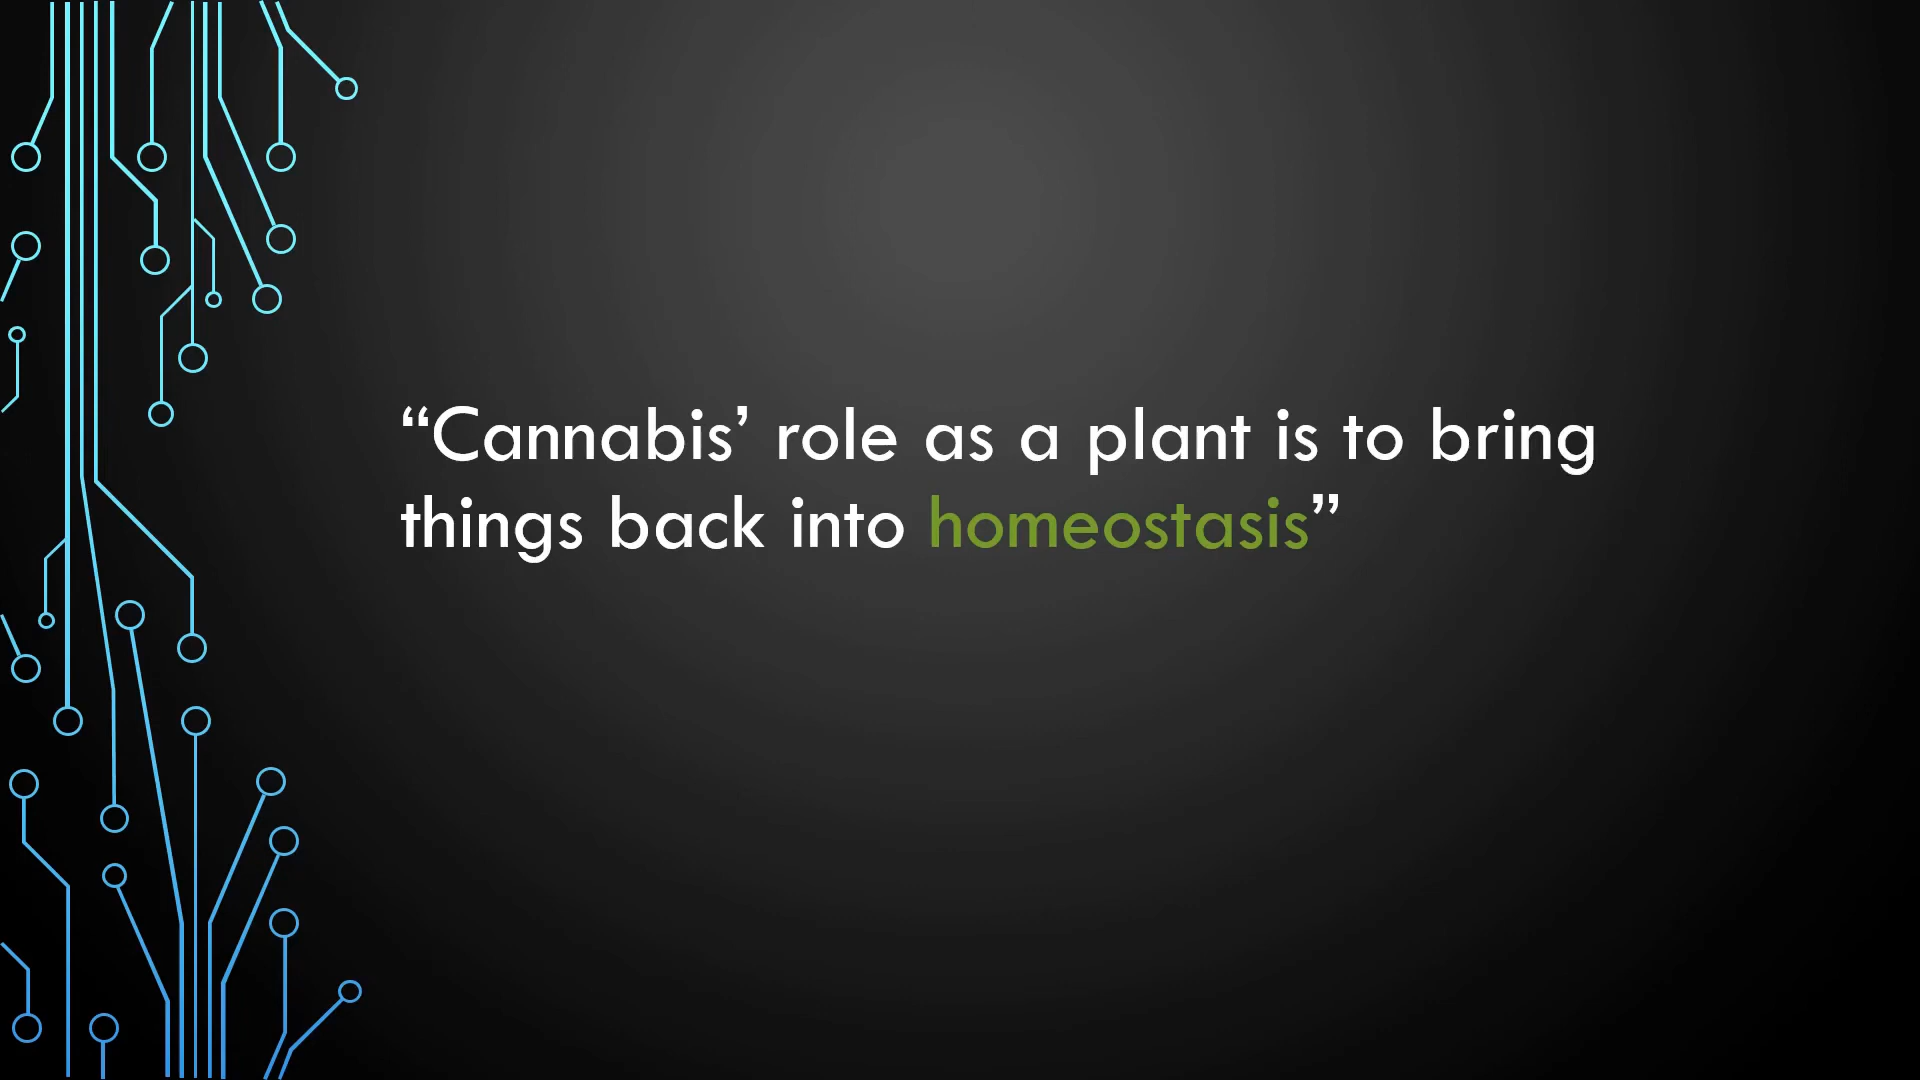 “Cannabis’ role as a plant is to bring
things back into homeostasis”